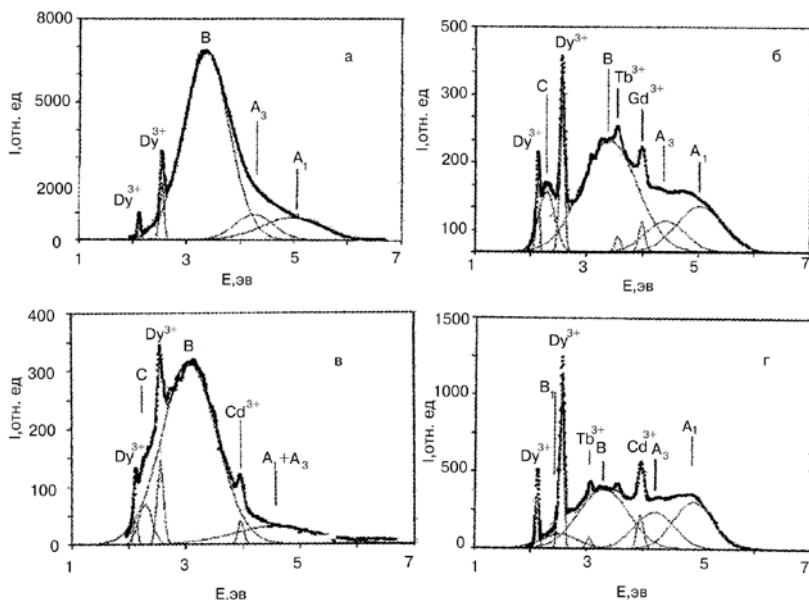 8000
5000
2000
0
I,отн. ед
B
а
A3
A1
Dy3+
Dy3+
1 3 5 7
E,эв
500
300
200
100
I,отн. ед
Dy3+
б
B
Tb3+
C
Gd3+
A3
A1
Dy3+
1 3 5 7
E,эв
400
300
200
100
0
I,отн. ед
Dy3+
B
в
C
Cd3+
Dy3+
A1+A3
1 3 5 7
E,эв
1500
1000
500
0
I,отн. ед
Dy3+
г
B1
Tb3+
B
Cd3+
A3
A1
Dy3+
1 3 5 7
E,эв